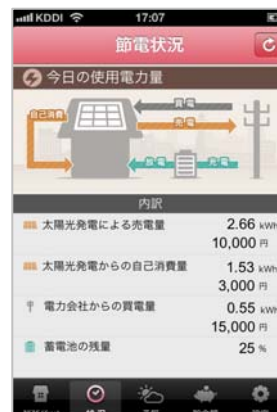 KDDI 17:07
節電状況
今日の使用電力量
自己消費
買電
売電
放電
充電
内訳
太陽光発電による売電量 2.66 kWh
10,000 円
太陽光発電からの自己消費量 1.53 kWh
3,000 円
電力会社からの買電量 0.55 kWh
15,000 円
蓄電池の残量 25 %